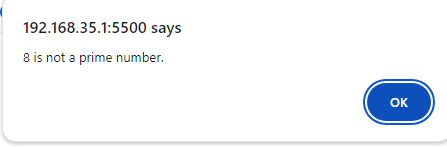 192.168.35.1:5500 says
8 is not a prime number.
OK